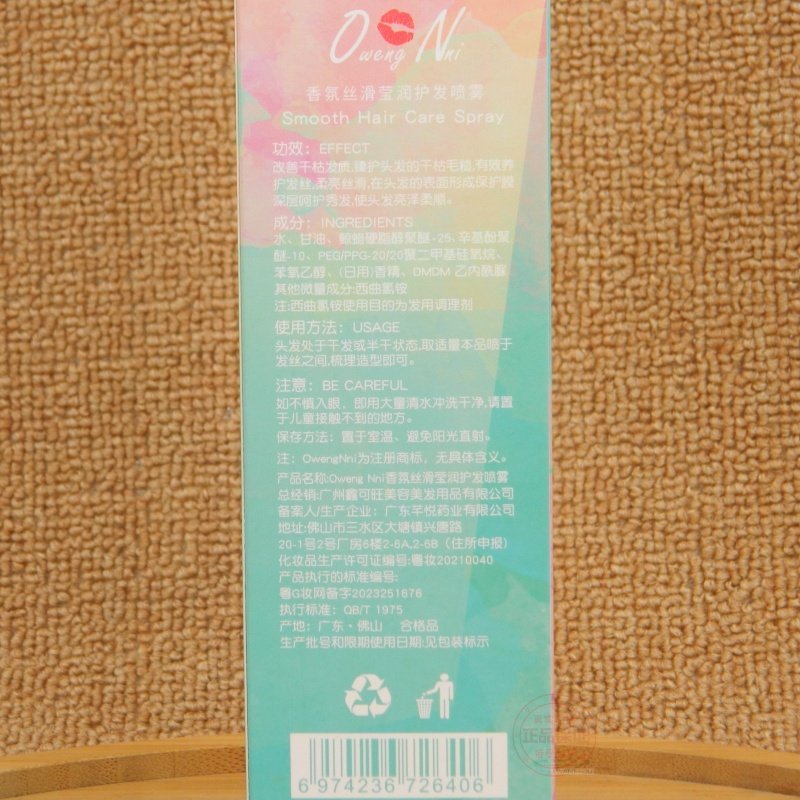 Oweng Nni
香氛丝滑莹润护发喷雾
Smooth Hair Care Spray
功效：EFFECT
改善干枯发质,臻护头发的干枯毛糙,有效养
护发丝,柔亮丝滑,在头发的表面形成保护膜
深层呵护秀发,使头发亮泽柔顺。
成分：INGREDIENTS
水、甘油、鲸蜡硬脂醇聚醚-25、辛基酚聚
醚-10、PEG/PPG-20/20聚二甲基硅氧烷、
苯氧乙醇、(日用)香精、DMDM 乙内酰脲
其他微量成分:西曲氯铵
注:西曲氯铵使用目的为发用调理剂
使用方法：USAGE
头发处于干发或半干状态,取适量本品喷于
发丝之间,梳理造型即可。
注意：BE CAREFUL
如不慎入眼，即用大量清水冲洗干净,请置
于儿童接触不到的地方。
保存方法：置于室温、避免阳光直射。
注：OwengNni为注册商标，无具体含义。
产品名称:Oweng Nni香氛丝滑莹润护发喷雾
总经销:广州鑫可旺美容美发用品有限公司
备案人/生产企业：广东芊悦药业有限公司
地址:佛山市三水区大塘镇兴唐路
20-1号2号厂房6楼2-6A,2-6B（住所申报）
化妆品生产许可证编号:粤妆20210040
产品执行的标准编号:
粤G妆网备字2023251676
执行标准：QB/T 1975
产地：广东·佛山 合格品
生产批号和限期使用日期:见包装标示
6 974236 726406